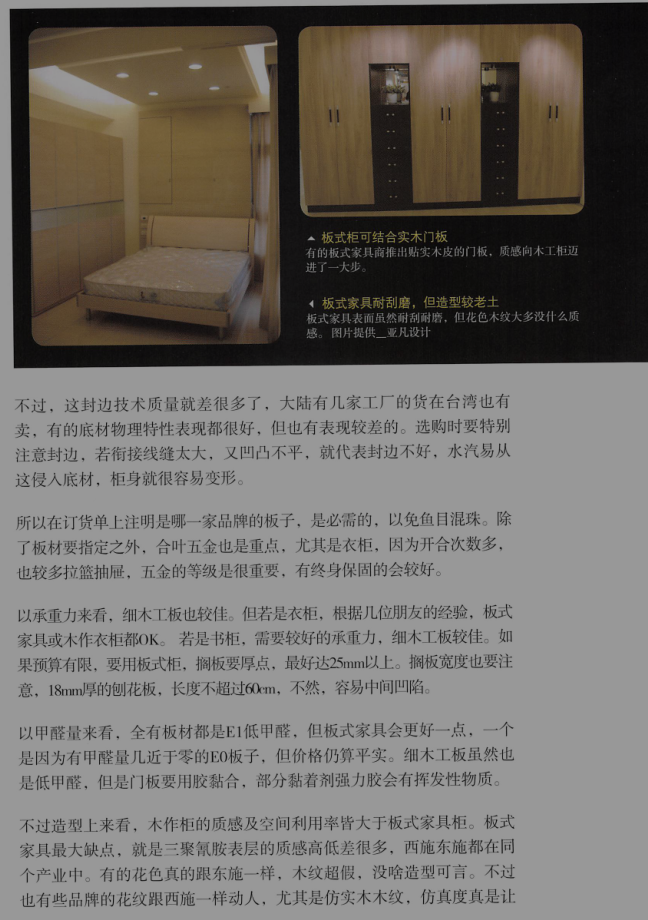 板式柜可结合实木门板
有的板式家具商推出贴实木皮的门板，质感向木工柜迈
进了一大步。
板式家具耐刮磨，但造型较老土
板式家具表面虽然耐刮耐磨，但花色木纹大多没什么质
感。图片提供__亚凡设计
不过，这封边技术质量就差很多了，大陆有几家工厂的货在台湾也有
卖，有的底材物理特性表现都很好，但也有表现较差的。选购时要特别
注意封边，若衔接线缝太大，又凹凸不平，就代表封边不好，水汽易从
这侵入底材，柜身就很容易变形。
所以在订货单上注明是哪一家品牌的板子，是必需的，以免鱼目混珠。除
了板材要指定之外，合叶五金也是重点，尤其是衣柜，因为开合次数多，
也较多拉篮抽屉，五金的等级是很重要，有终身保固的会较好。
以承重力来看，细木工板也较佳。但若是衣柜，根据几位朋友的经验，板式
家具或木作衣柜都OK。 若是书柜，需要较好的承重力，细木工板较佳。如
果预算有限，要用板式柜，搁板要厚点，最好达25mm以上。搁板宽度也要注
意，18mm厚的刨花板，长度不超过60cm，不然，容易中间凹陷。
以甲醛量来看，全有板材都是E1低甲醛，但板式家具会更好一点，一个
是因为有甲醛量几近于零的E0板子，但价格仍算平实。细木工板虽然也
是低甲醛，但是门板要用胶黏合，部分黏着剂强力胶会有挥发性物质。
不过造型上来看，木作柜的质感及空间利用率皆大于板式家具柜。板式
家具最大缺点，就是三聚氰胺表层的质感高低差很多，西施东施都在同
个产业中。有的花色真的跟东施一样，木纹超假，没啥造型可言。不过
也有些品牌的花纹跟西施一样动人，尤其是仿实木木纹，仿真度真是让